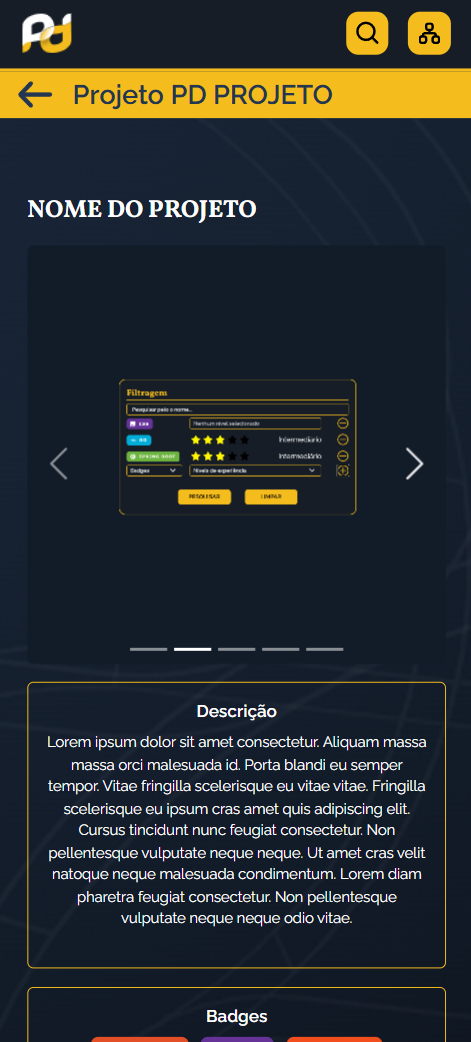 PD
Projeto PD PROJETO
NOME DO PROJETO
Filtragem
Pesquisar pelo o nome...
Nenhum nível selecionado
Intermediário
SPRING BOOT
Intermediário
Badges
Níveis de experiência
PESQUISAR
LIMPAR
Descrição
Lorem ipsum dolor sit amet consectetur. Aliquam massa
massa orci malesuada id. Porta blandi eu semper
tempor. Vitae fringilla scelerisque eu vitae vitae. Fringilla
scelerisque eu ipsum cras amet quis adipiscing elit.
Cursus tincidunt nunc feugiat consectetur. Non
pellentesque vulputate neque neque. Ut amet cras velit
natoque neque malesuada condimentum. Lorem diam
pharetra feugiat consectetur. Non pellentesque
vulputate neque neque odio vitae.
Badges